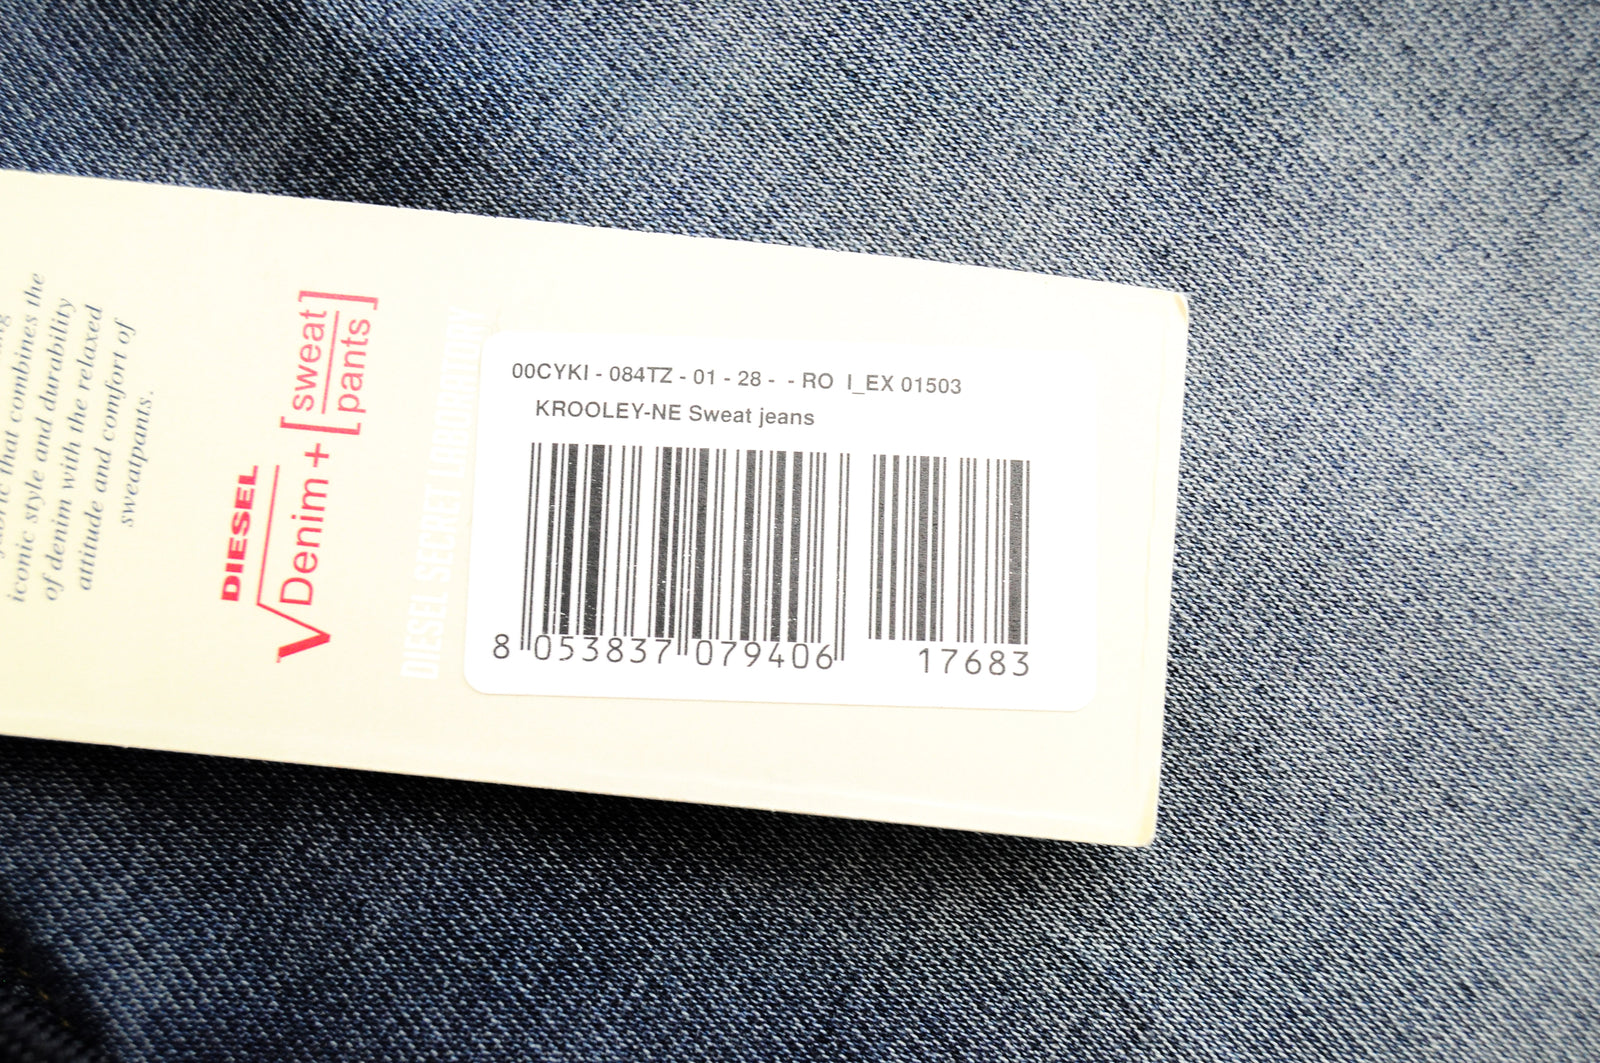 that combines the
iconic style and durability
of denim with the relaxed
attitude and comfort of
sweatpants.
DIESEL
√Denim + [sweat]
[pants]
DIESEL SECRET LABORATORY
00CYKI - 084TZ - 01 - 28 -  - RO  I_EX 01503
KROOLEY-NE Sweat jeans
8 053837 079406 17683